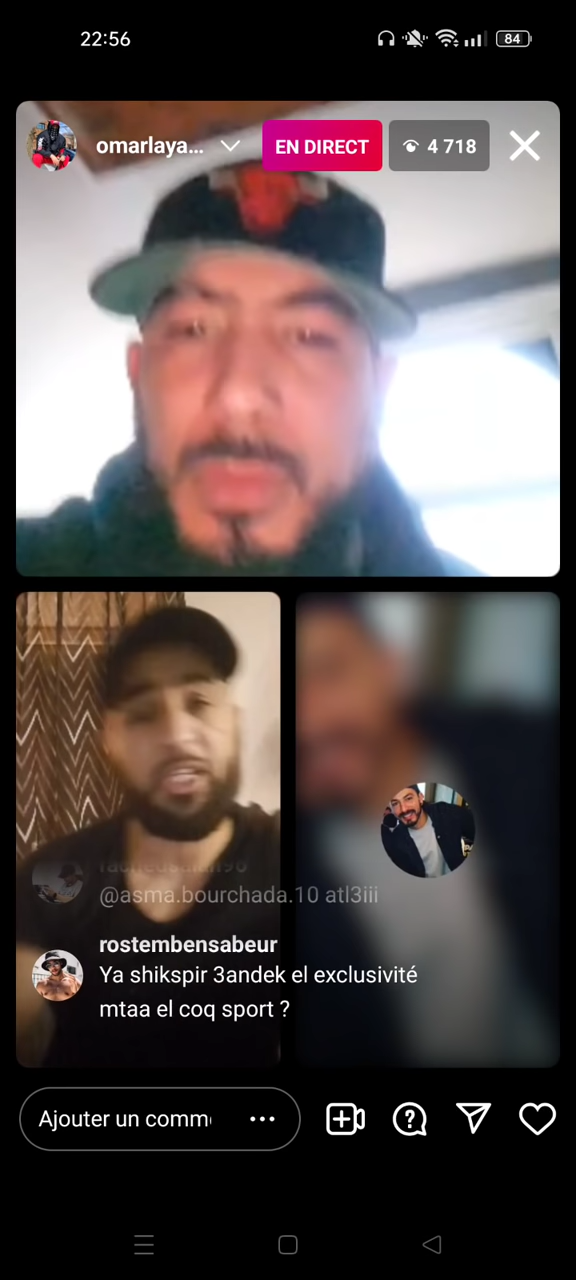 22:56
84
omarlaya...
EN DIRECT
4 718
@asma.bourchada.10 atl3iii
rostembensabeur
Ya shikspir 3andek el exclusivité
mtaa el coq sport ?
Ajouter un comm